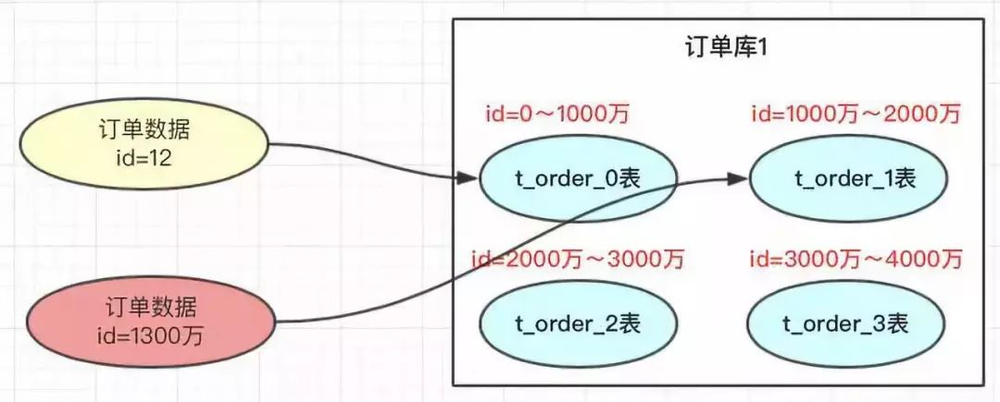 订单库1
id=0～1000万
id=1000万～2000万
订单数据
id=12
t_order_0表
t_order_1表
id=2000万～3000万
id=3000万～4000万
订单数据
id=1300万
t_order_2表
t_order_3表